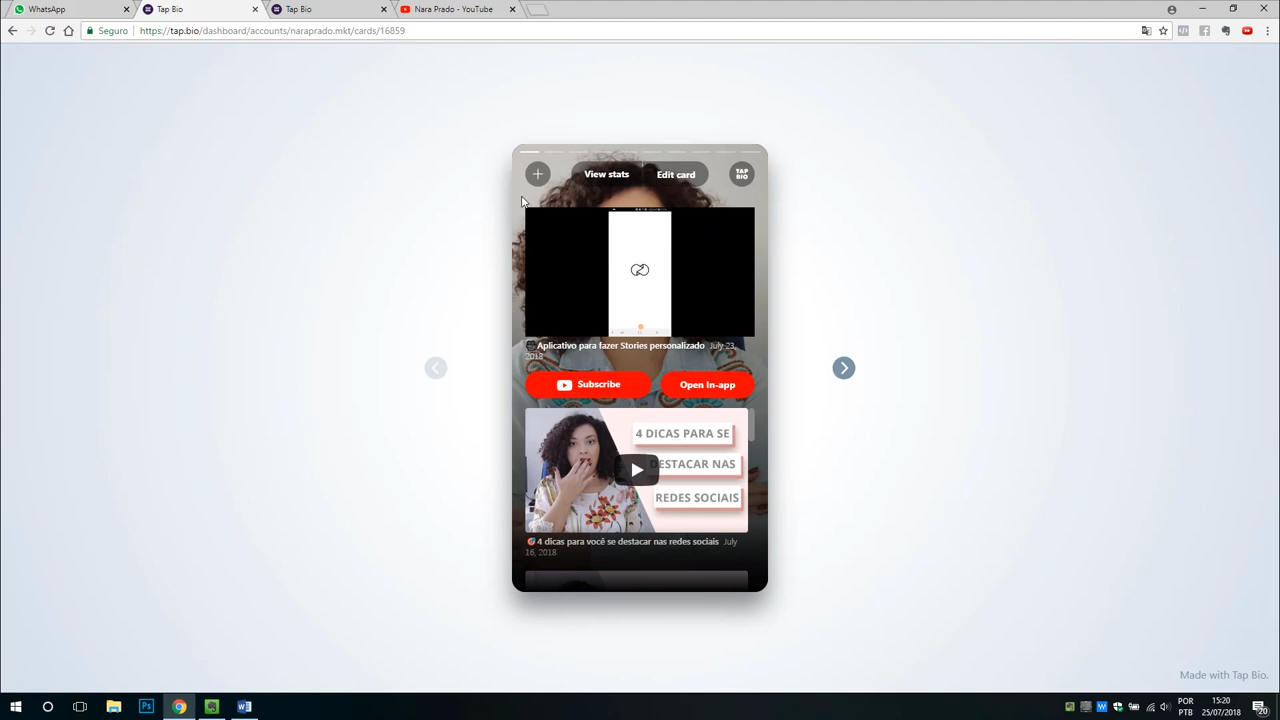 WhatsApp
Tap Bio
Tap Bio
Nara Prado - YouTube
Seguro
https://tap.bio/dashboard/accounts/naraprado.mkt/cards/16859
View stats
Edit card
TAP
BIO
Aplicativo para fazer Stories personalizado July 23,
2018
Subscribe
Open In-app
4 DICAS PARA SE
DESTACAR NAS
REDES SOCIAIS
4 dicas para você se destacar nas redes sociais July
16, 2018
Made with Tap Bio.
Ps
POR
PTB
15:20
25/07/2018
20